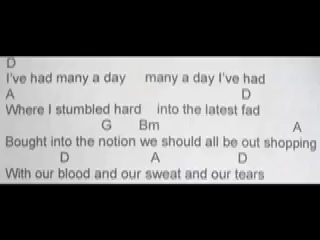 D
I've had many a day many a day I've had
A D
Where I stumbled hard into the latest fad
G Bm A
Bought into the notion we should all be out shopping
D A D
With our blood and our sweat and our tears